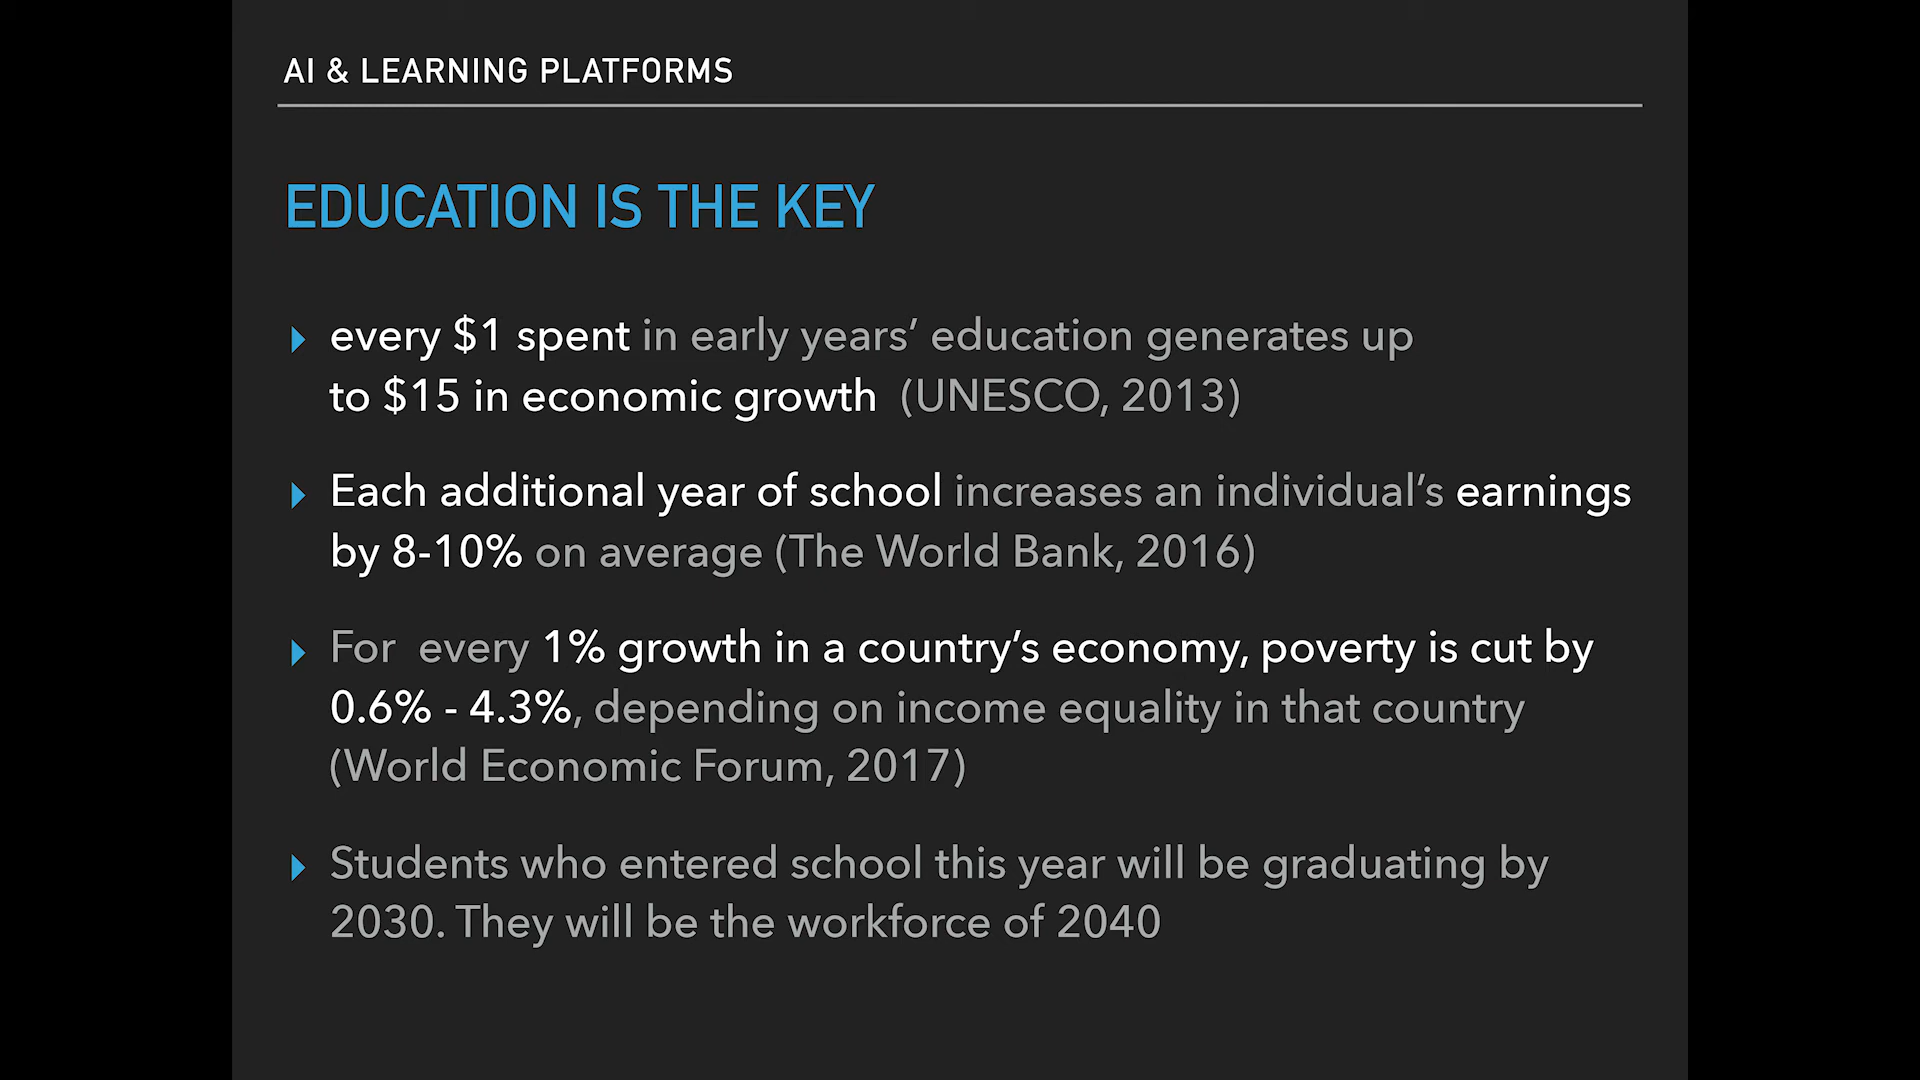 AI & LEARNING PLATFORMS
EDUCATION IS THE KEY
every $1 spent in early years’ education generates up
to $15 in economic growth (UNESCO, 2013)
Each additional year of school increases an individual’s earnings
by 8-10% on average (The World Bank, 2016)
For every 1% growth in a country’s economy, poverty is cut by
0.6% - 4.3%, depending on income equality in that country
(World Economic Forum, 2017)
Students who entered school this year will be graduating by
2030. They will be the workforce of 2040